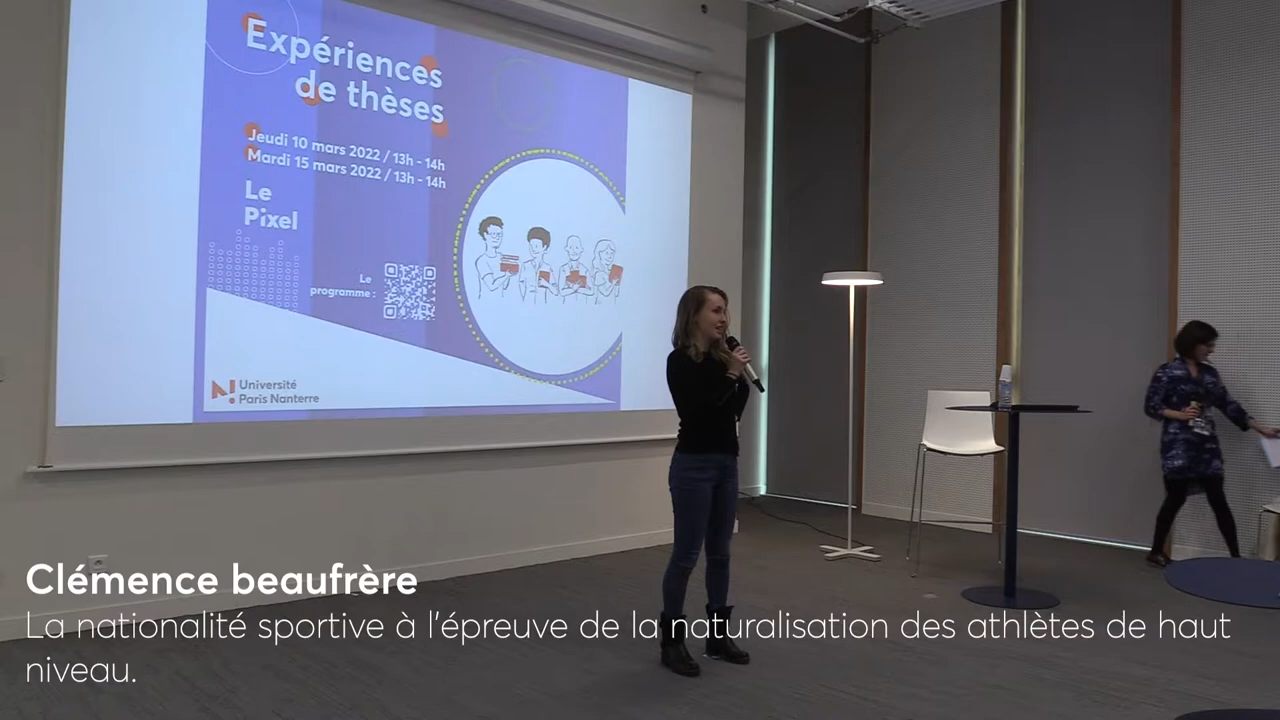 Expériences
de thèses
Jeudi 10 mars 2022 / 13h - 14h
Mardi 15 mars 2022 / 13h - 14h
Le
Pixel
Le
programme :
Université
Paris Nanterre
Clémence beaufrère
La nationalité sportive à l'épreuve de la naturalisation des athlètes de haut
niveau.